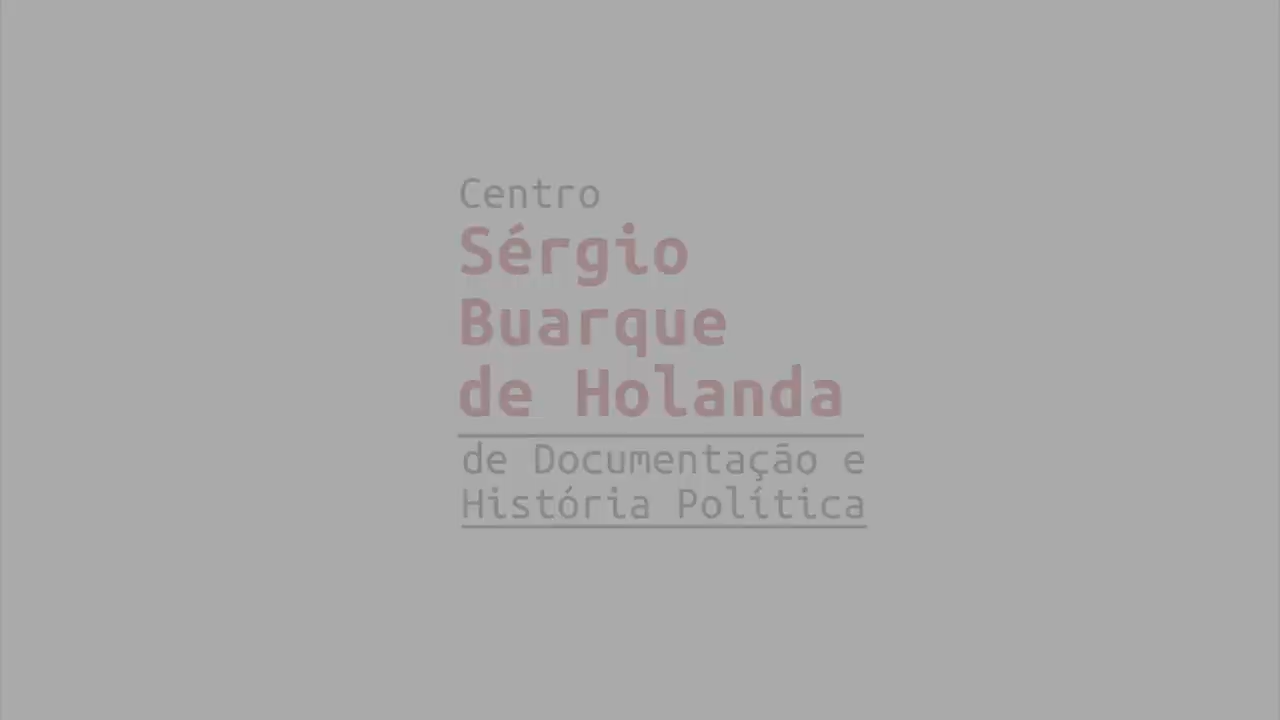 Centro
Sérgio
Buarque
de Holanda
de Documentação e
História Política